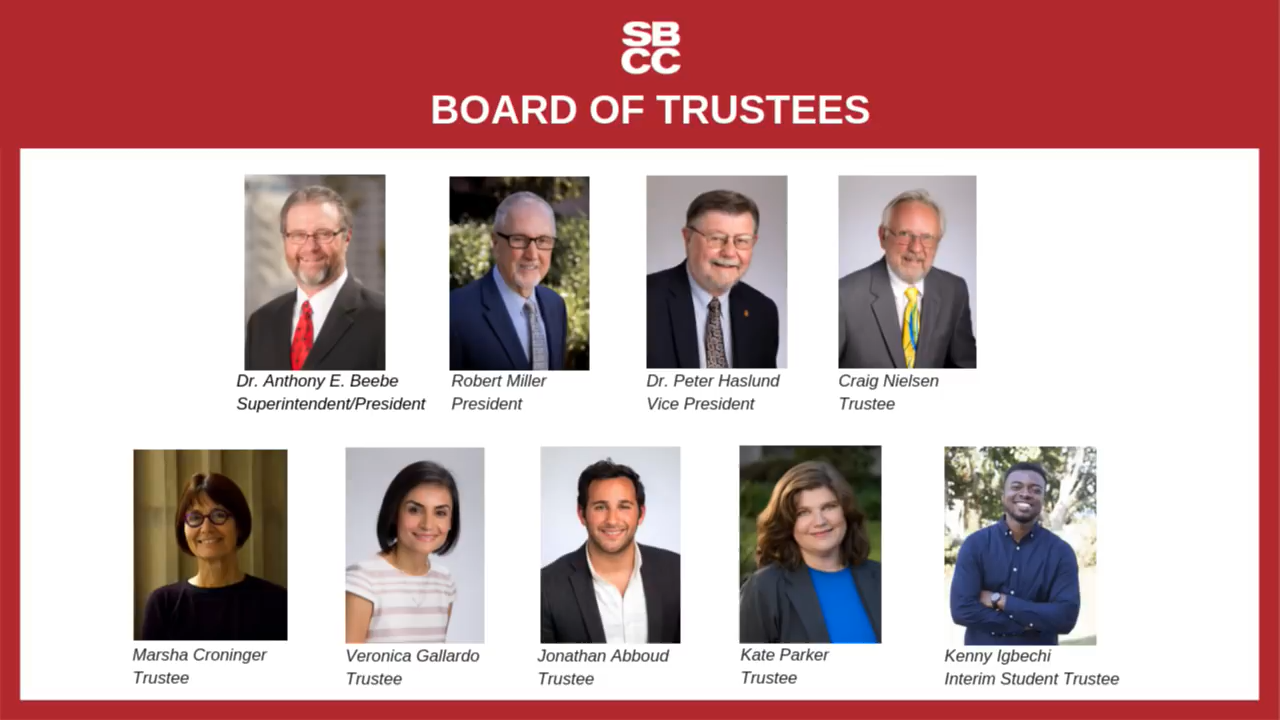 SB
CC
BOARD OF TRUSTEES
Dr. Anthony E. Beebe
Superintendent/President
Robert Miller
President
Dr. Peter Haslund
Vice President
Craig Nielsen
Trustee
Marsha Croninger
Trustee
Veronica Gallardo
Trustee
Jonathan Abboud
Trustee
Kate Parker
Trustee
Kenny Igbechi
Interim Student Trustee